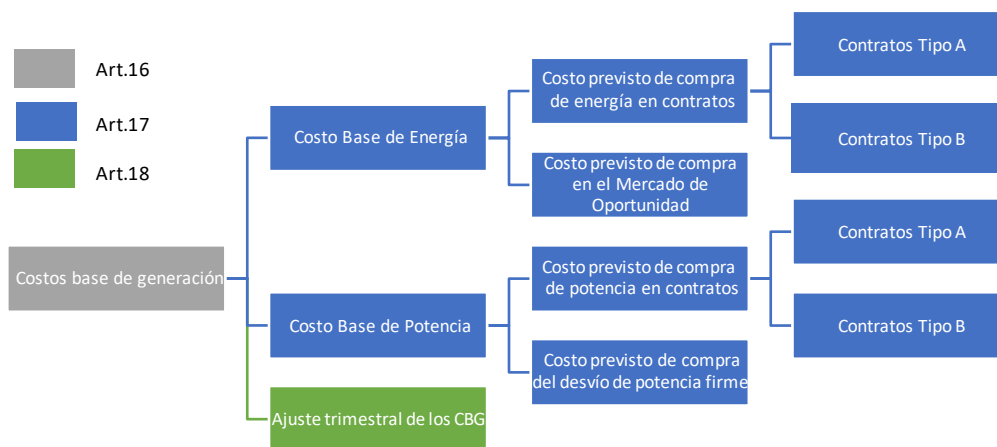 Art.16
Art.17
Art.18
Costos base de generación
Costo Base de Energía
Costo Base de Potencia
Ajuste trimestral de los CBG
Costo previsto de compra
de energía en contratos
Costo previsto de compra
en el Mercado de
Oportunidad
Costo previsto de compra
de potencia en contratos
Costo previsto de compra
del desvío de potencia firme
Contratos Tipo A
Contratos Tipo B
Contratos Tipo A
Contratos Tipo B